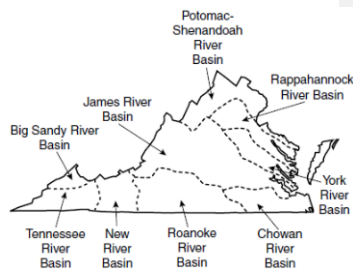 Potomac-
Shenandoah
River
Basin
Rappahannock
River Basin
James River
Basin
Big Sandy River
Basin
York
River
Basin
Tennessee
River
Basin
New
River
Basin
Roanoke
River
Basin
Chowan
River
Basin